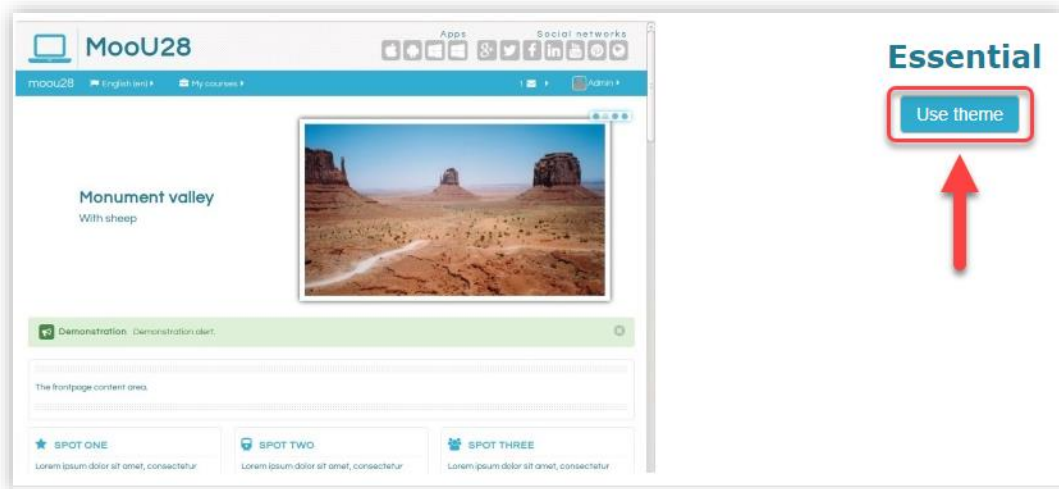 Apps Social networks
MooU28
moou28 English (en) My courses 1 Admin
Monument valley
With sheep
Demonstration Demonstration alert.
The frontpage content area.
SPOT ONE SPOT TWO SPOT THREE
Lorem ipsum dolor sit amet, consectetur Lorem ipsum dolor sit amet, consectetur Lorem ipsum dolor sit amet, consectetur
Essential
Use theme